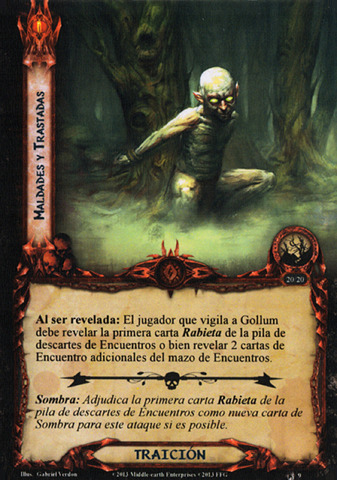 MALDADES Y TRASTADAS
20/20
Al ser revelada: El jugador que vigila a Gollum
debe revelar la primera carta Rabieta de la pila de
descartes de Encuentros o bien revelar 2 cartas de
Encuentro adicionales del mazo de Encuentros.
Sombra: Adjudica la primera carta Rabieta de la
pila de descartes de Encuentros como nueva carta de
Sombra para este ataque si es posible.
TRAICIÓN
Illus. Gabriel Verdon
©2013 Middle-earth Enterprises ©2013 FFG
9